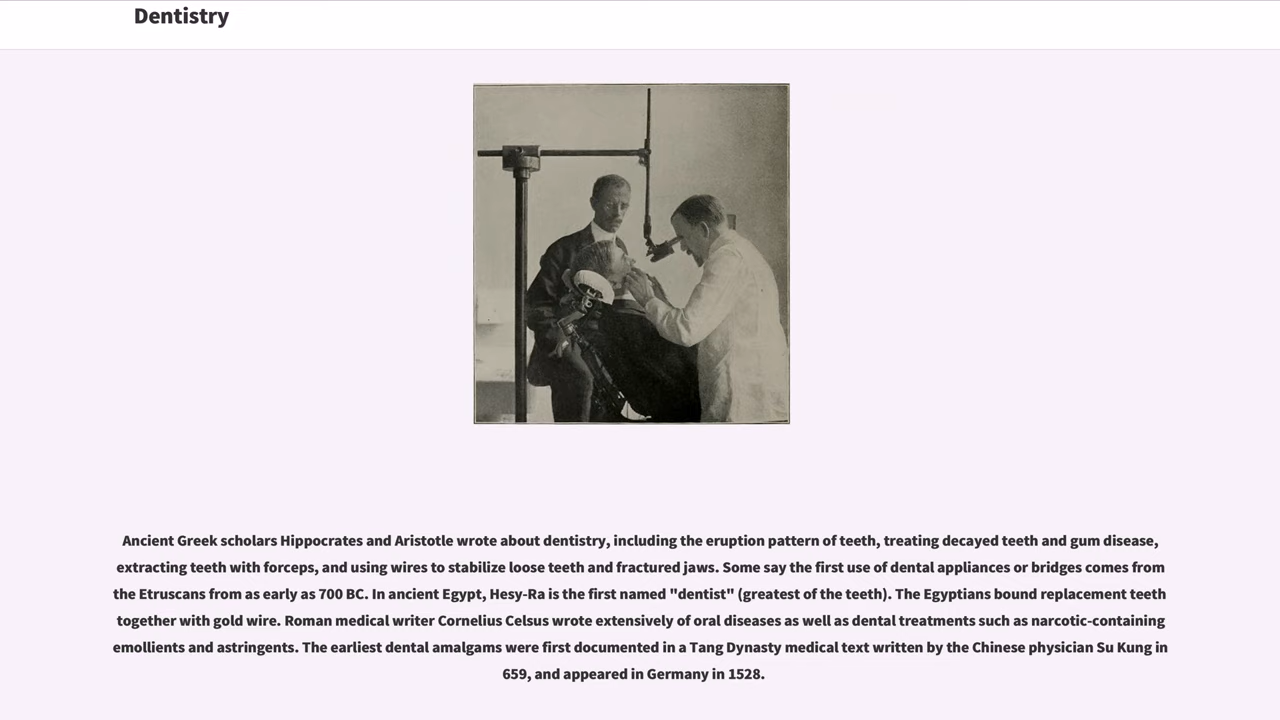 Dentistry
Ancient Greek scholars Hippocrates and Aristotle wrote about dentistry, including the eruption pattern of teeth, treating decayed teeth and gum disease,
extracting teeth with forceps, and using wires to stabilize loose teeth and fractured jaws. Some say the first use of dental appliances or bridges comes from
the Etruscans from as early as 700 BC. In ancient Egypt, Hesy-Ra is the first named "dentist" (greatest of the teeth). The Egyptians bound replacement teeth
together with gold wire. Roman medical writer Cornelius Celsus wrote extensively of oral diseases as well as dental treatments such as narcotic-containing
emollients and astringents. The earliest dental amalgams were first documented in a Tang Dynasty medical text written by the Chinese physician Su Kung in
659, and appeared in Germany in 1528.